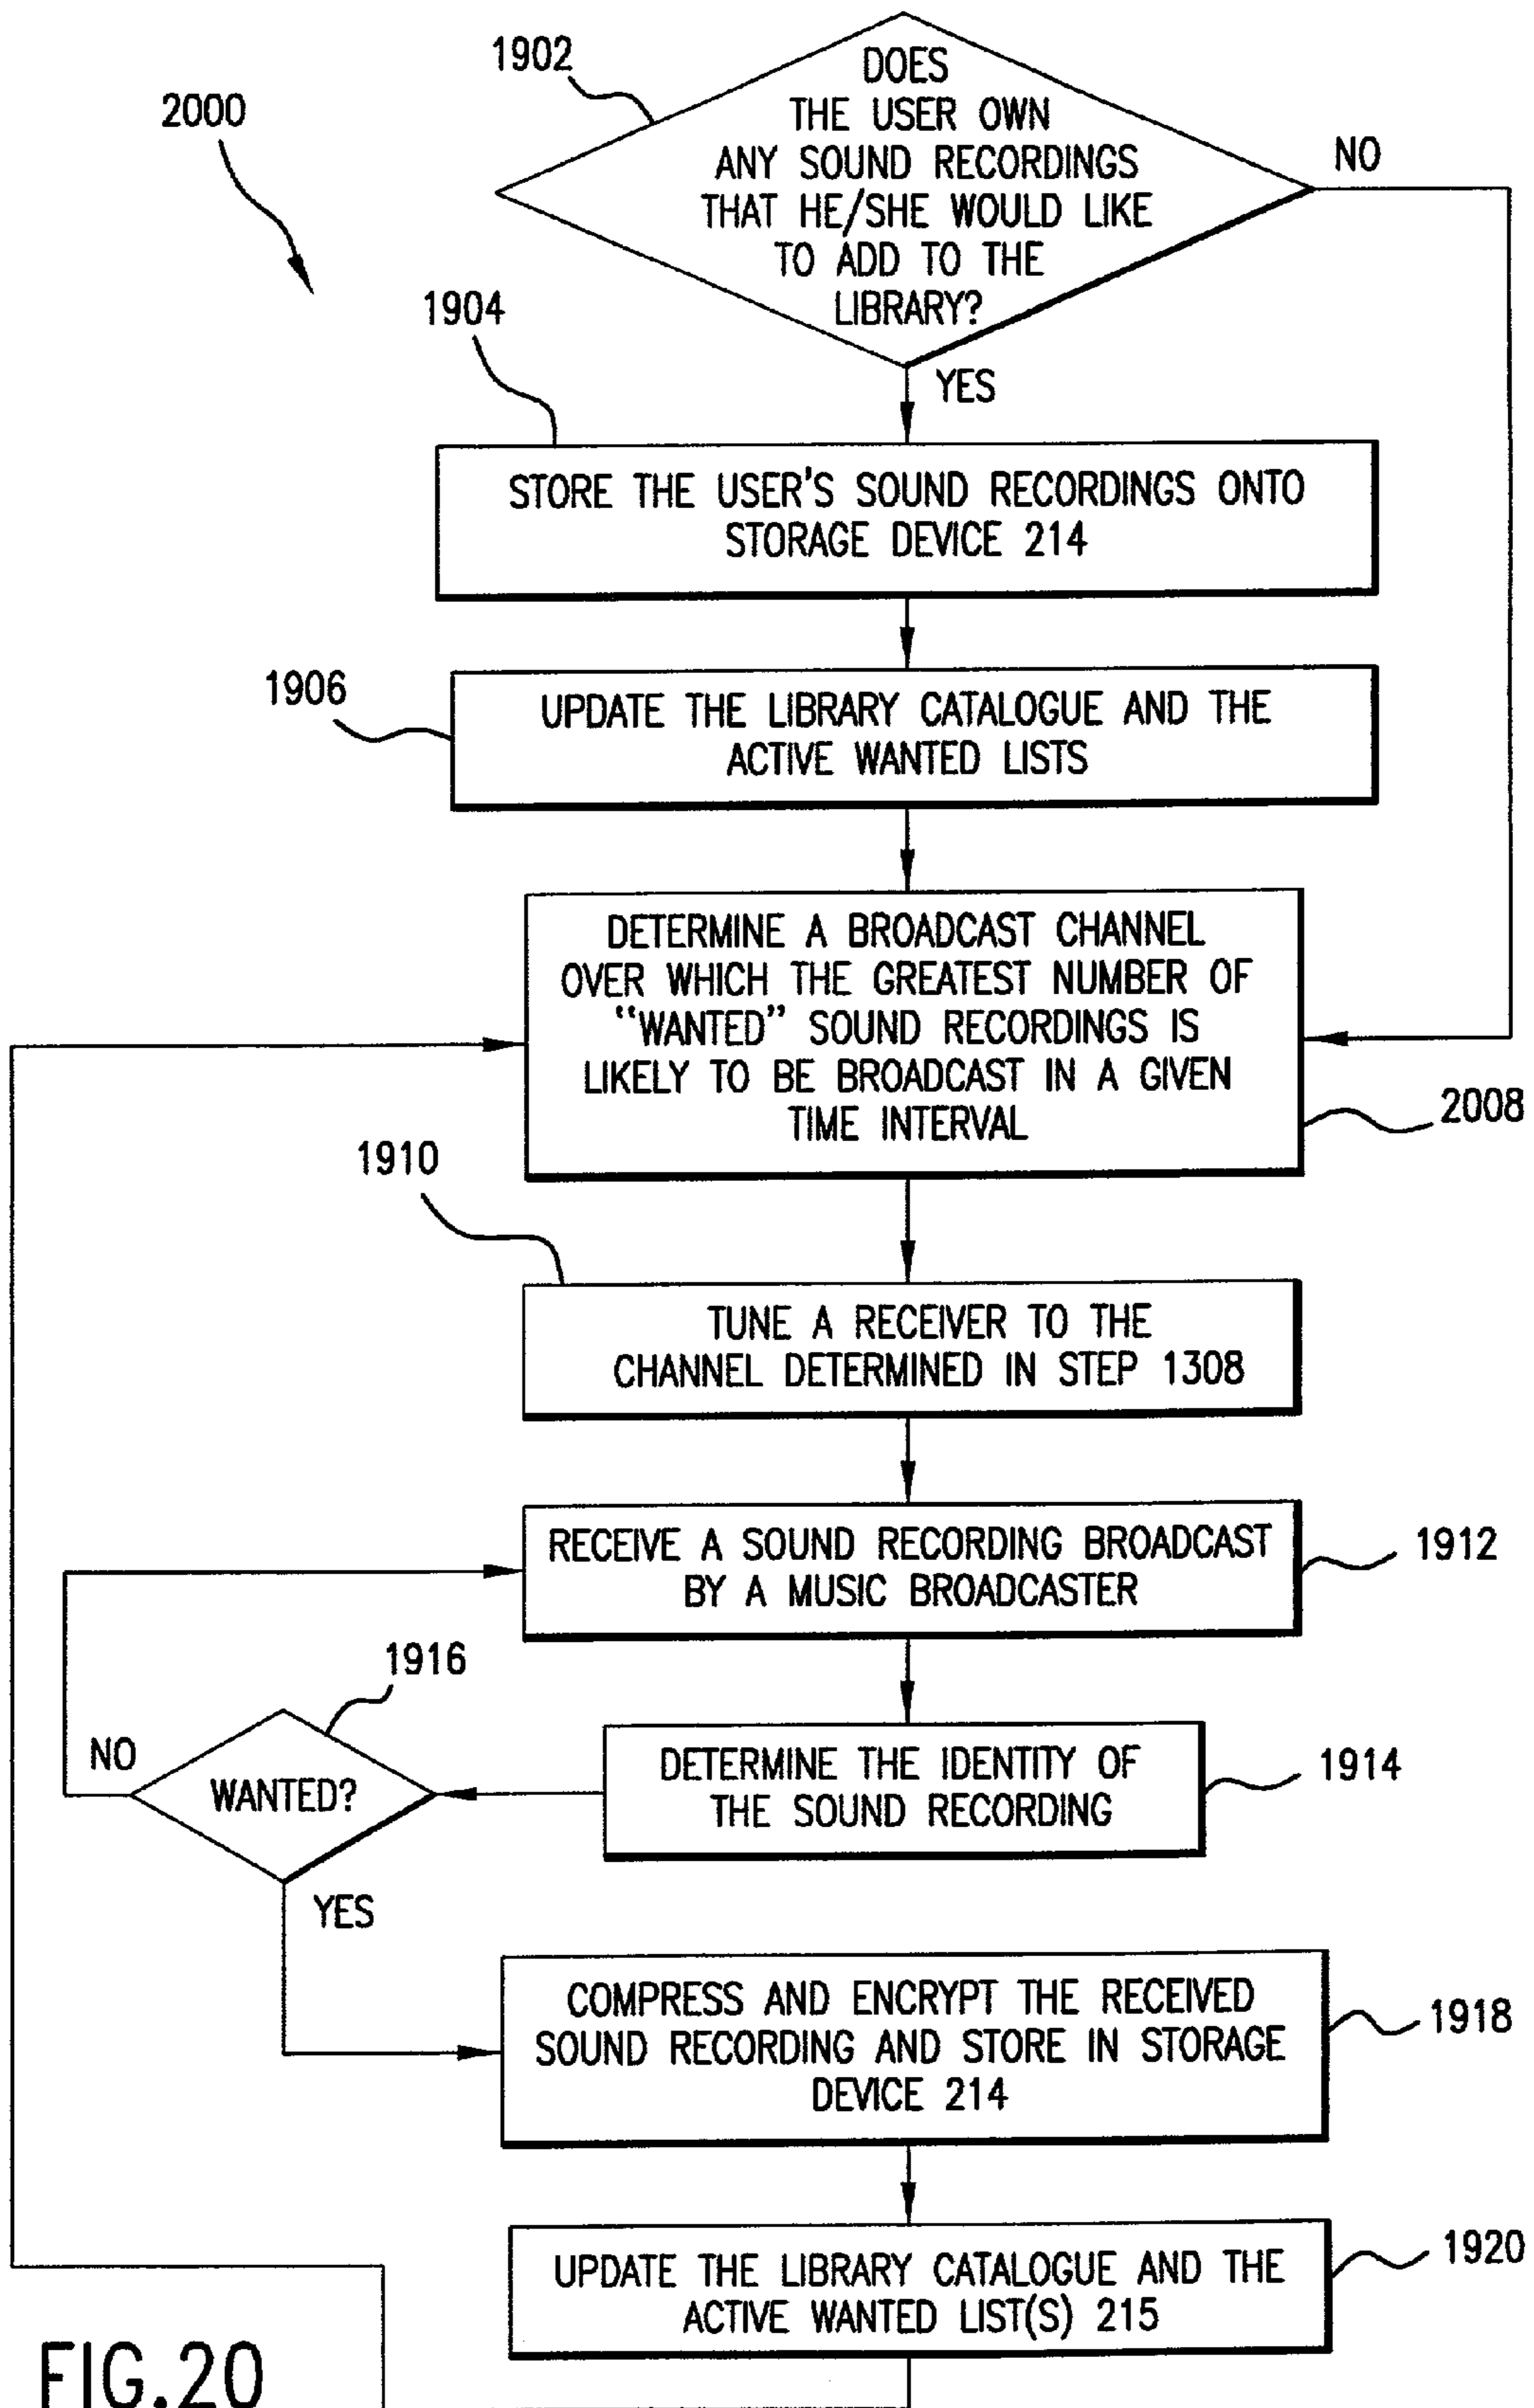 1902
2000
DOES
THE USER OWN
ANY SOUND RECORDINGS
THAT HE/SHE WOULD LIKE
TO ADD TO THE
LIBRARY?
NO
YES
1904
STORE THE USER'S SOUND RECORDINGS ONTO
STORAGE DEVICE 214
1906
UPDATE THE LIBRARY CATALOGUE AND THE
ACTIVE WANTED LISTS
DETERMINE A BROADCAST CHANNEL
OVER WHICH THE GREATEST NUMBER OF
"WANTED" SOUND RECORDINGS IS
LIKELY TO BE BROADCAST IN A GIVEN
TIME INTERVAL
2008
1910
TUNE A RECEIVER TO THE
CHANNEL DETERMINED IN STEP 1308
RECEIVE A SOUND RECORDING BROADCAST
BY A MUSIC BROADCASTER
1912
1916
NO
WANTED?
YES
DETERMINE THE IDENTITY OF
THE SOUND RECORDING
1914
COMPRESS AND ENCRYPT THE RECEIVED
SOUND RECORDING AND STORE IN STORAGE
DEVICE 214
1918
UPDATE THE LIBRARY CATALOGUE AND THE
ACTIVE WANTED LIST(S) 215
1920
FIG.20